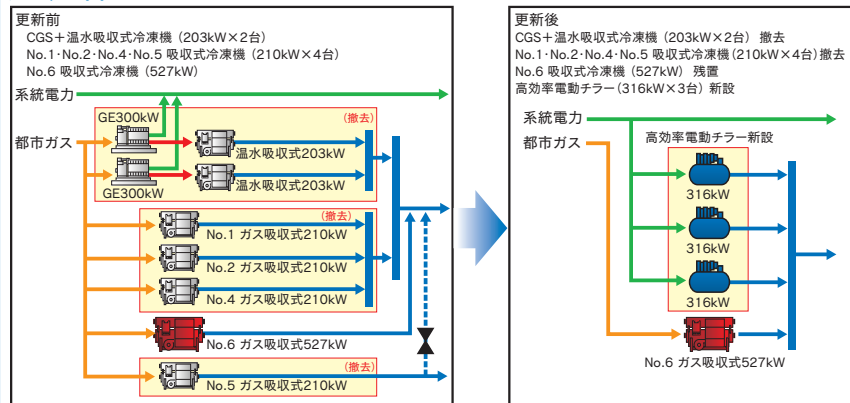 更新前
CGS+温水吸収式冷凍機(203kW×2台)
No.1・No.2・No.4・No.5 吸収式冷凍機(210kW×4台)
No.6 吸収式冷凍機(527kW)
系統電力
都市ガス
(撤去)
GE300kW
温水吸収式203kW
温水吸収式203kW
GE300kW
(撤去)
No.1 ガス吸収式210kW
No.2 ガス吸収式210kW
No.4 ガス吸収式210kW
No.6 ガス吸収式527kW
(撤去)
No.5 ガス吸収式210kW
更新後
CGS+温水吸収式冷凍機(203kW×2台) 撤去
No.1・No.2・No.4・No.5 吸収式冷凍機(210kW×4台)撤去
No.6 吸収式冷凍機(527kW) 残置
高効率電動チラー(316kW×3台) 新設
系統電力
都市ガス
高効率電動チラー新設
316kW
316kW
316kW
No.6 ガス吸収式527kW